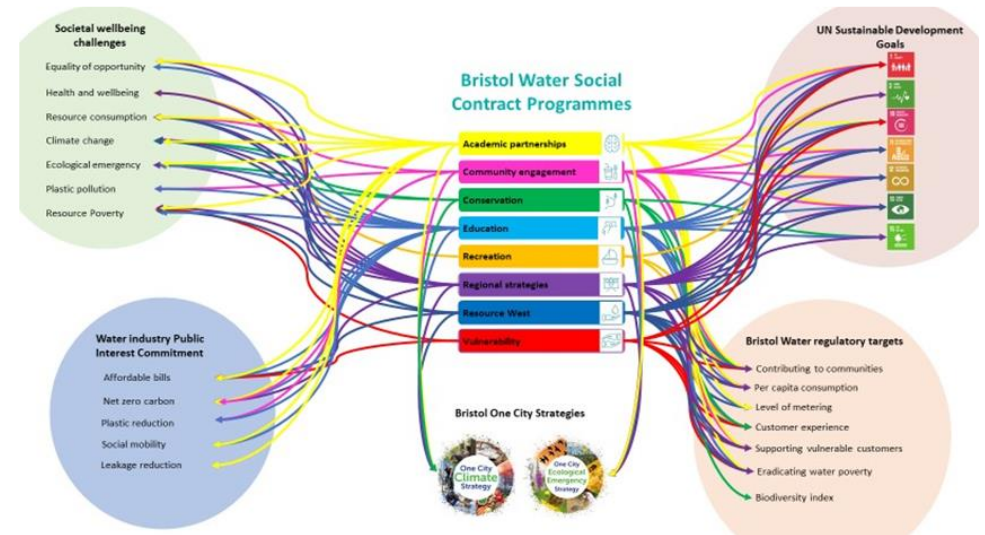 Societal wellbeing
challenges
Equality of opportunity
Health and wellbeing
Resource consumption
Climate change
Ecological emergency
Plastic pollution
Resource Poverty
Water industry Public
Interest Commitment
Affordable bills
Net zero carbon
Plastic reduction
Social mobility
Leakage reduction
Bristol Water Social
Contract Programmes
Academic partnerships
Community engagement
Conservation
Education
Recreation
Regional strategies
Resource West
Vulnerability
Bristol One City Strategies
One City
Climate
Strategy
One City
Ecological
Emergency
Strategy
UN Sustainable Development
Goals
Bristol Water regulatory targets
Contributing to communities
Per capita consumption
Level of metering
Customer experience
Supporting vulnerable customers
Eradicating water poverty
Biodiversity index